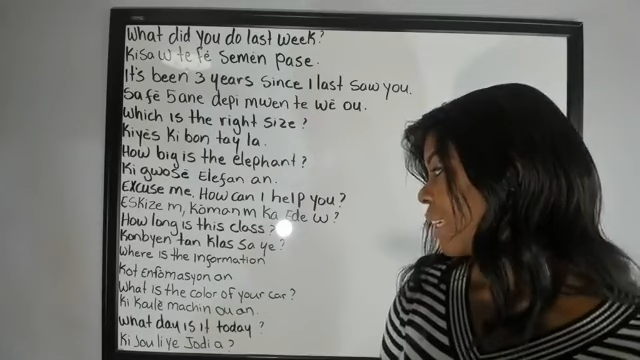 What did you do last week?
Kisa w te fè semèn pase.
It's been 3 years since I last saw you.
Sa fè 5ane depi mwen te wè ou.
Which is the right size?
Kiyès ki bon tay la.
How big is the elephant?
Ki gwosè Elefan an.
Excuse me, How can I help you?
Eskize m, kòman m ka Ede w?
How long is this class?
Konbyen tan klas sa ye?
Where is the Information
Kot enfòmasyon on
What is the color of your car?
Ki Koulè machin ou an.
What day is it today?
Ki Jou li ye Jodi a?